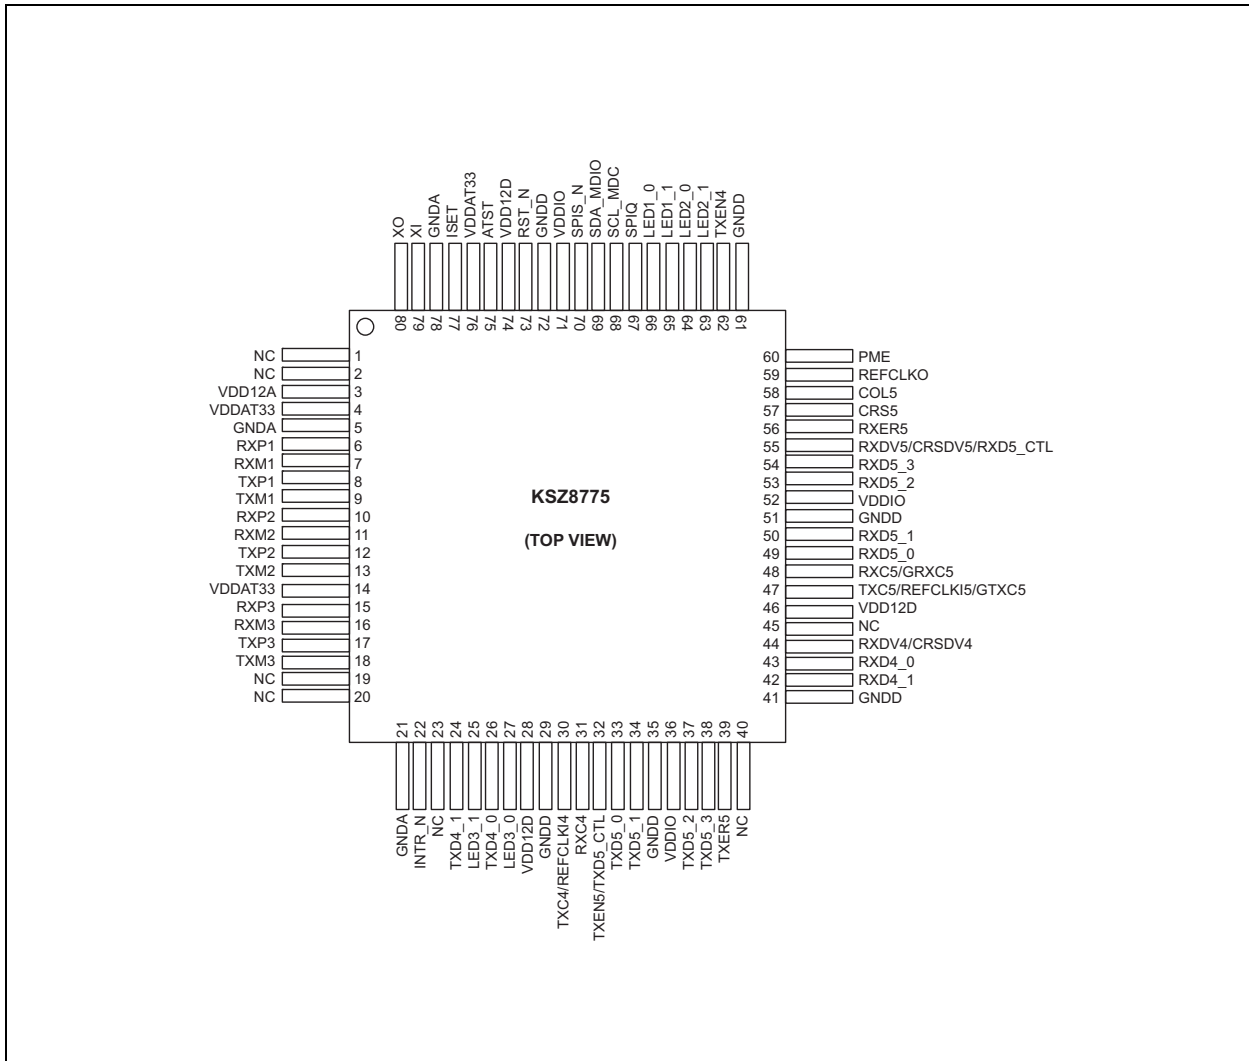 XO
XI
GNDA
ISET
VDDAT33
ATST
VDD12D
RST_N
GNDD
VDDIO
SPIS_N
SDA_MDIO
SCL_MDC
SPIQ
LED1_0
LED1_1
LED2_0
LED2_1
TXEN4
GNDD
80
79
78
77
76
75
74
73
72
71
70
69
68
67
66
65
64
63
62
61
NC 1
NC 2
VDD12A 3
VDDAT33 4
GNDA 5
RXP1 6
RXM1 7
TXP1 8
TXM1 9
RXP2 10
RXM2 11
TXP2 12
TXM2 13
VDDAT33 14
RXP3 15
RXM3 16
TXP3 17
TXM3 18
NC 19
NC 20
KSZ8775
(TOP VIEW)
60 PME
59 REFCLKO
58 COL5
57 CRS5
56 RXER5
55 RXDV5/CRSDV5/RXD5_CTL
54 RXD5_3
53 RXD5_2
52 VDDIO
51 GNDD
50 RXD5_1
49 RXD5_0
48 RXC5/GRXC5
47 TXC5/REFCLKI5/GTXC5
46 VDD12D
45 NC
44 RXDV4/CRSDV4
43 RXD4_0
42 RXD4_1
41 GNDD
21
22
23
24
25
26
27
28
29
30
31
32
33
34
35
36
37
38
39
40
GNDA
INTR_N
NC
TXD4_1
LED3_1
TXD4_0
LED3_0
VDD12D
GNDD
TXC4/REFCLKI4
RXC4
TXEN5/TXD5_CTL
TXD5_0
TXD5_1
GNDD
VDDIO
TXD5_2
TXD5_3
TXER5
NC